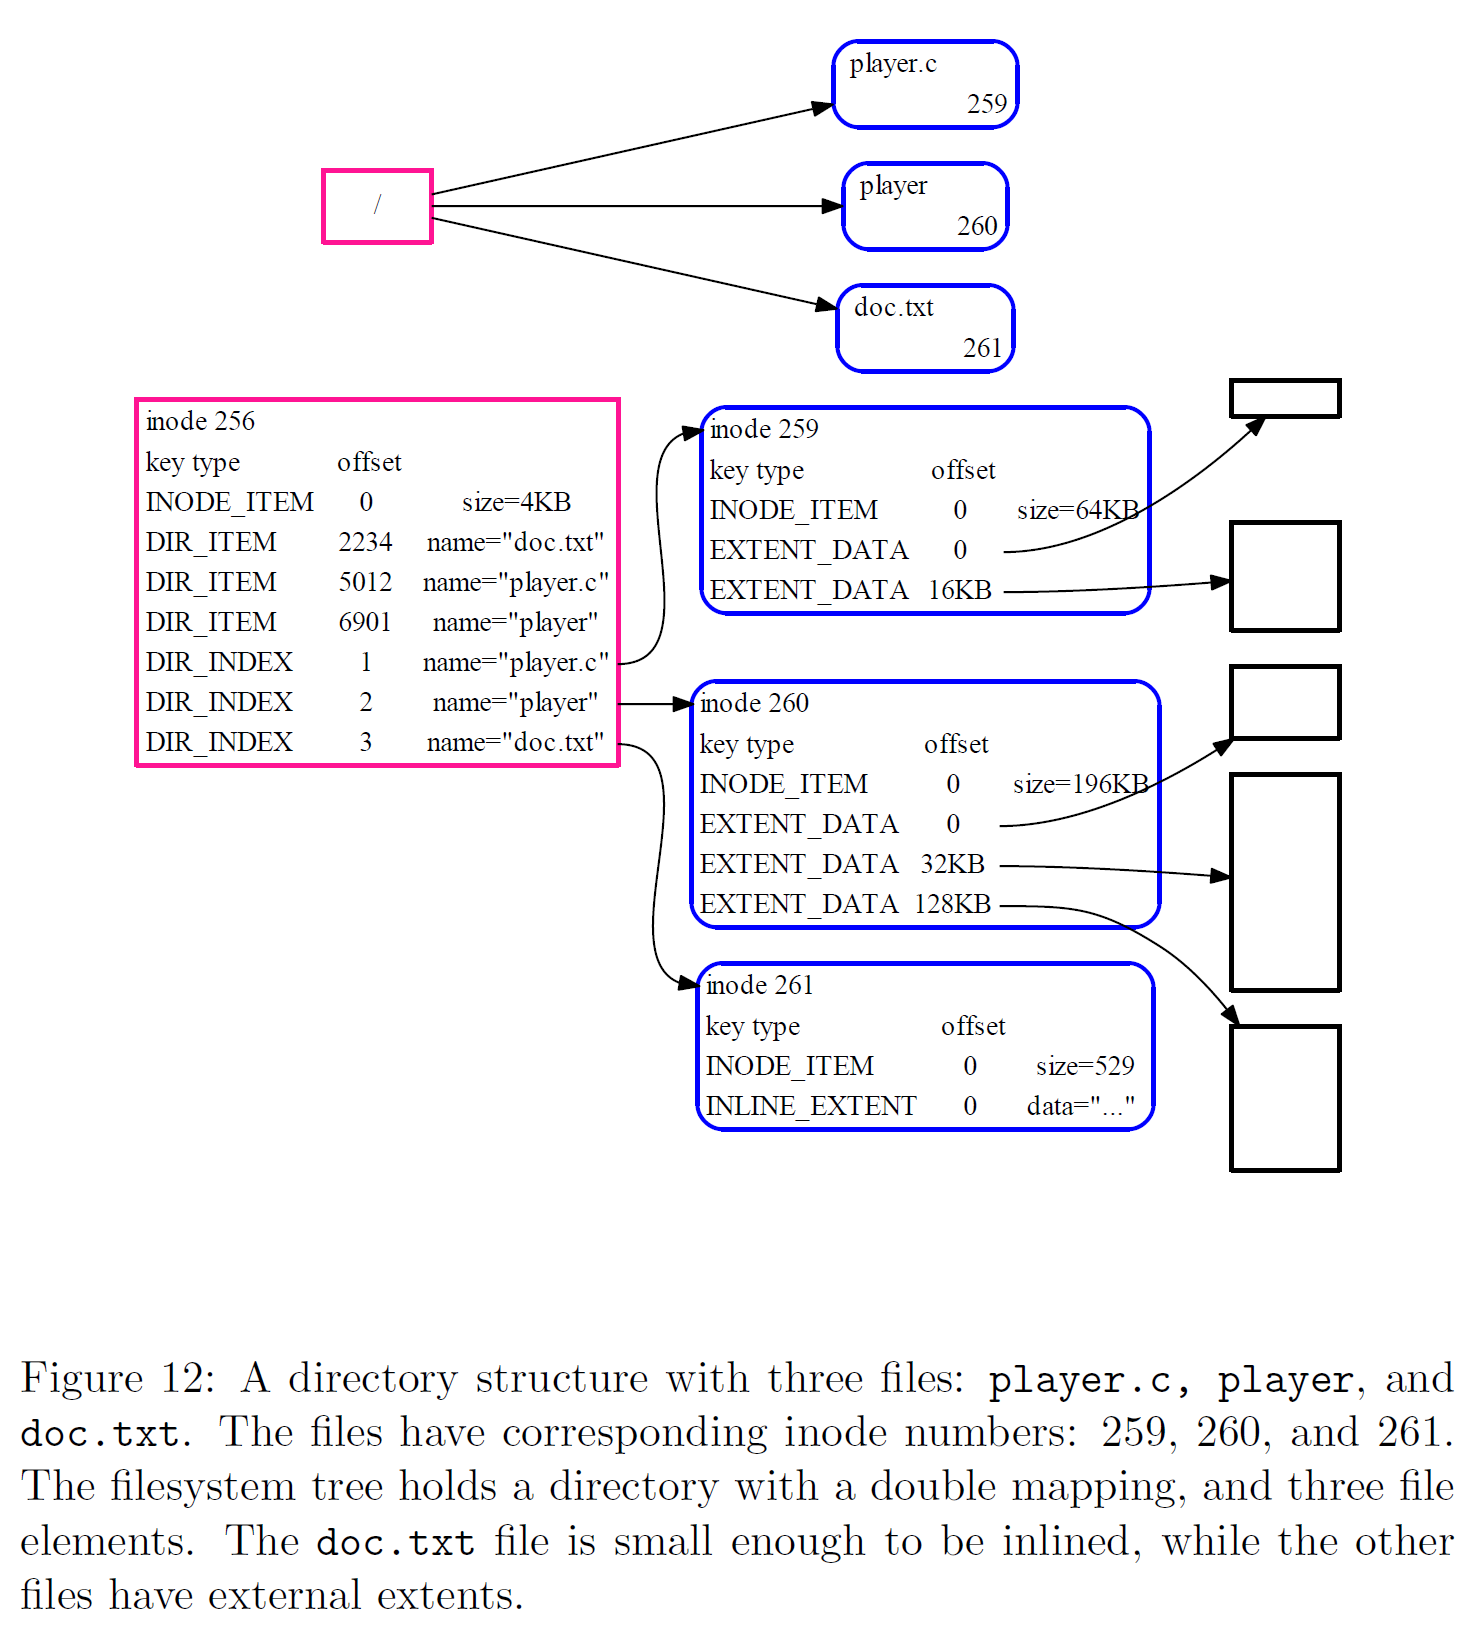 player.c
259
/
player
260
doc.txt
261
inode 256
key type offset
INODE_ITEM 0 size=4KB
DIR_ITEM 2234 name="doc.txt"
DIR_ITEM 5012 name="player.c"
DIR_ITEM 6901 name="player"
DIR_INDEX 1 name="player.c"
DIR_INDEX 2 name="player"
DIR_INDEX 3 name="doc.txt"
inode 259
key type offset
INODE_ITEM 0 size=64KB
EXTENT_DATA 0
EXTENT_DATA 16KB
inode 260
key type offset
INODE_ITEM 0 size=196KB
EXTENT_DATA 0
EXTENT_DATA 32KB
EXTENT_DATA 128KB
inode 261
key type offset
INODE_ITEM 0 size=529
INLINE_EXTENT 0 data="..."
Figure 12: A directory structure with three files: player.c, player, and
doc.txt. The files have corresponding inode numbers: 259, 260, and 261.
The filesystem tree holds a directory with a double mapping, and three file
elements. The doc.txt file is small enough to be inlined, while the other
files have external extents.